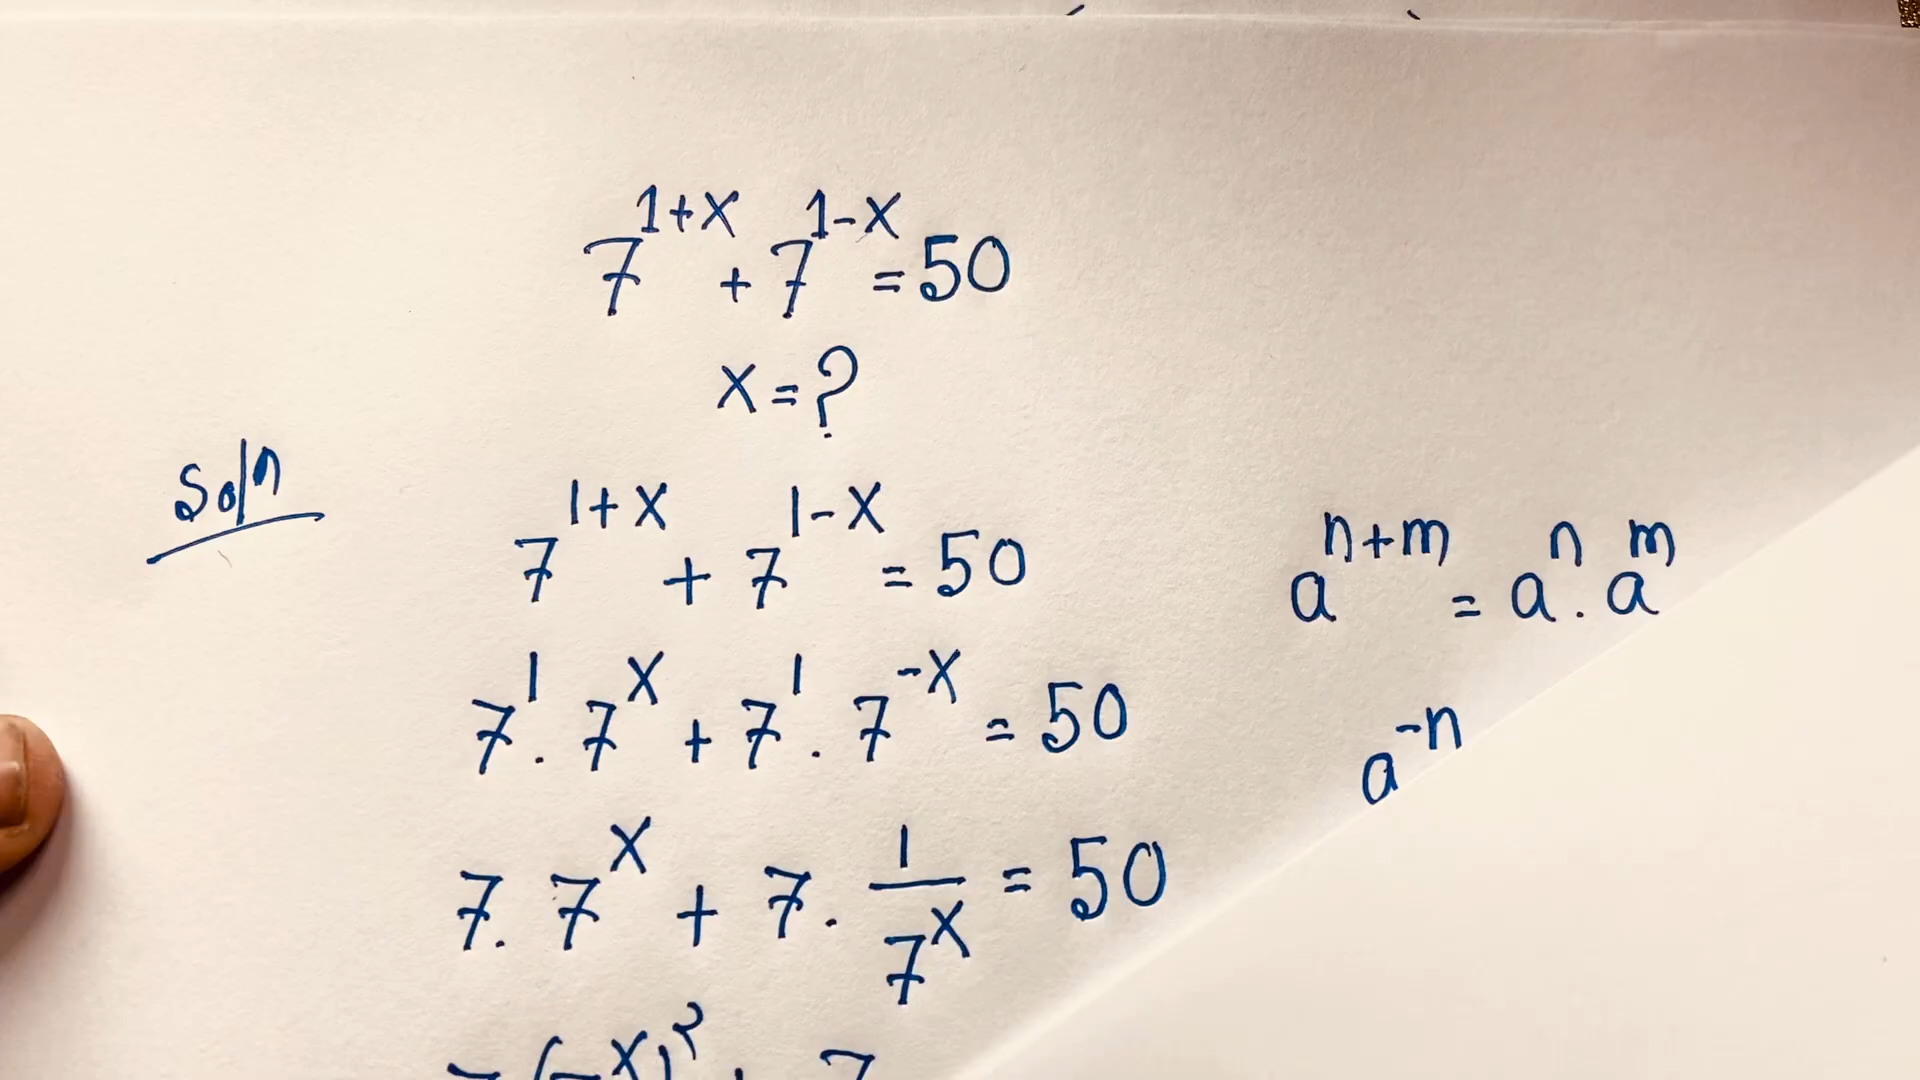 7^{1+x} + 7^{1-x} = 50
x = ?
Soln
7^{1+x} + 7^{1-x} = 50
a^{n+m} = a^n . a^m
7^1 . 7^x + 7^1 . 7^{-x} = 50
a^{-n}
7 . 7^x + 7 . \frac{1}{7^x} = 50